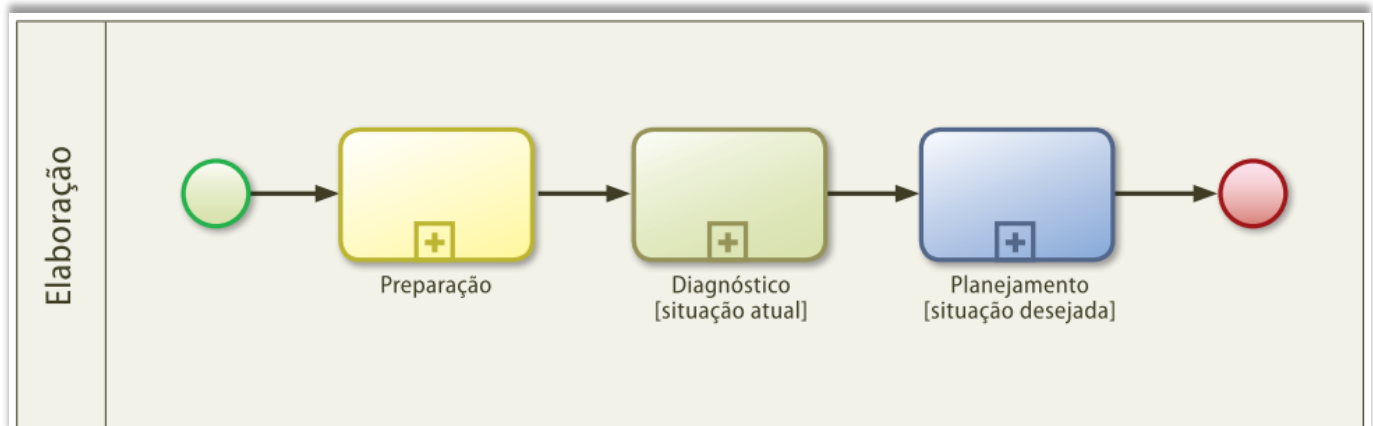 Elaboração
Preparação
Diagnóstico
[situação atual]
Planejamento
[situação desejada]